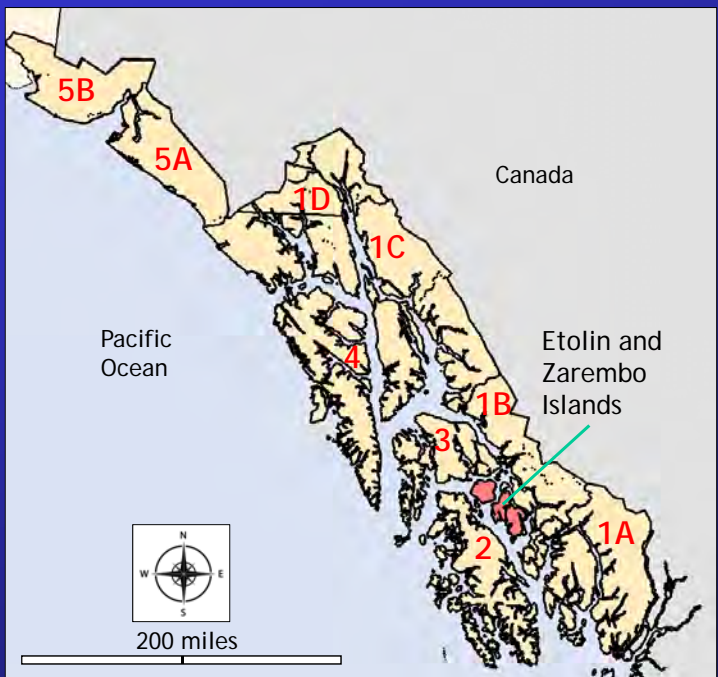 5B
5A
1D
Canada
1C
Pacific
Ocean
4
Etolin and
Zarembo
Islands
1B
3
2
1A
N
W
E
S
200 miles